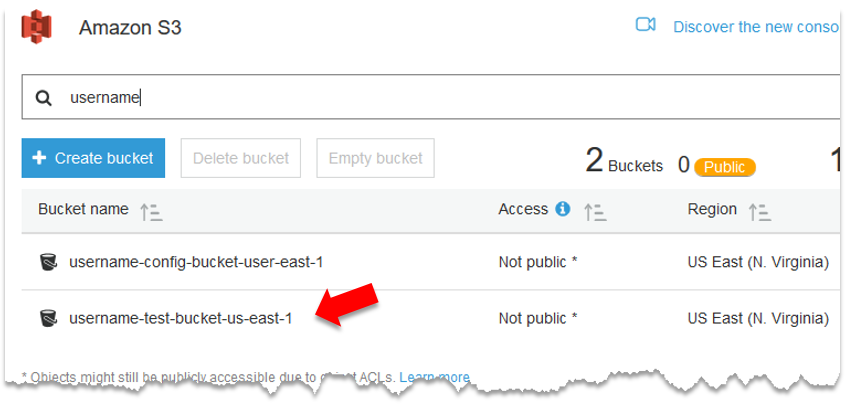 Amazon S3
Discover the new conso
username
+ Create bucket Delete bucket Empty bucket 2 Buckets 0 Public 1
Bucket name Access Region
username-config-bucket-user-east-1 Not public * US East (N. Virginia)
username-test-bucket-us-east-1 Not public * US East (N. Virginia)
* Objects might still be publicly accessible due to object ACLs. Learn more